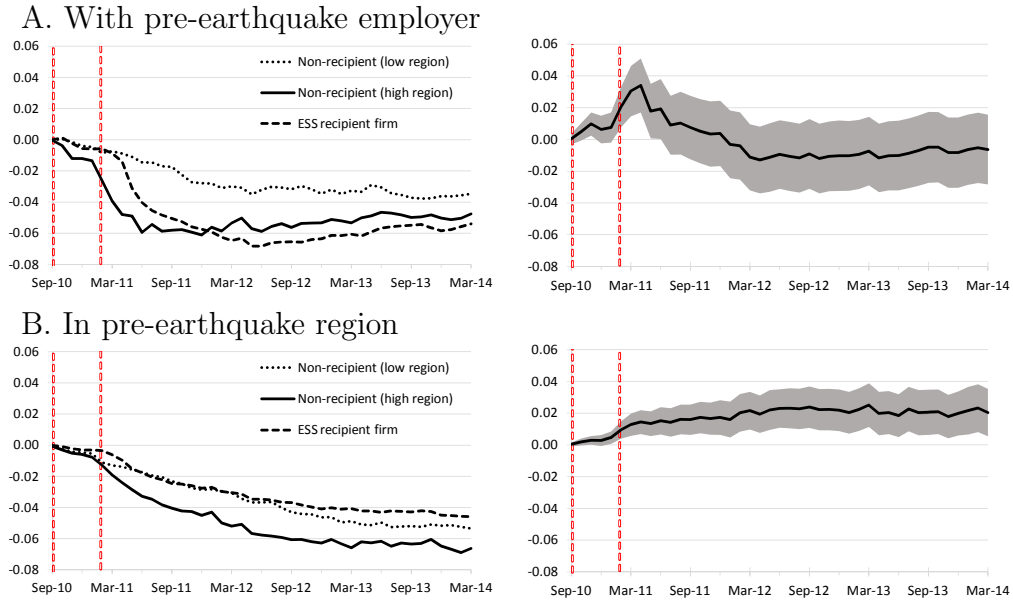 A. With pre-earthquake employer
0.06
0.04
0.02
0.00
-0.02
-0.04
-0.06
-0.08
Non-recipient (low region)
Non-recipient (high region)
ESS recipient firm
Sep-10 Mar-11 Sep-11 Mar-12 Sep-12 Mar-13 Sep-13 Mar-14
0.06
0.04
0.02
0.00
-0.02
-0.04
-0.06
-0.08
Sep-10 Mar-11 Sep-11 Mar-12 Sep-12 Mar-13 Sep-13 Mar-14
B. In pre-earthquake region
0.06
0.04
0.02
0.00
-0.02
-0.04
-0.06
-0.08
Non-recipient (low region)
Non-recipient (high region)
ESS recipient firm
Sep-10 Mar-11 Sep-11 Mar-12 Sep-12 Mar-13 Sep-13 Mar-14
0.06
0.04
0.02
0.00
-0.02
-0.04
-0.06
-0.08
Sep-10 Mar-11 Sep-11 Mar-12 Sep-12 Mar-13 Sep-13 Mar-14